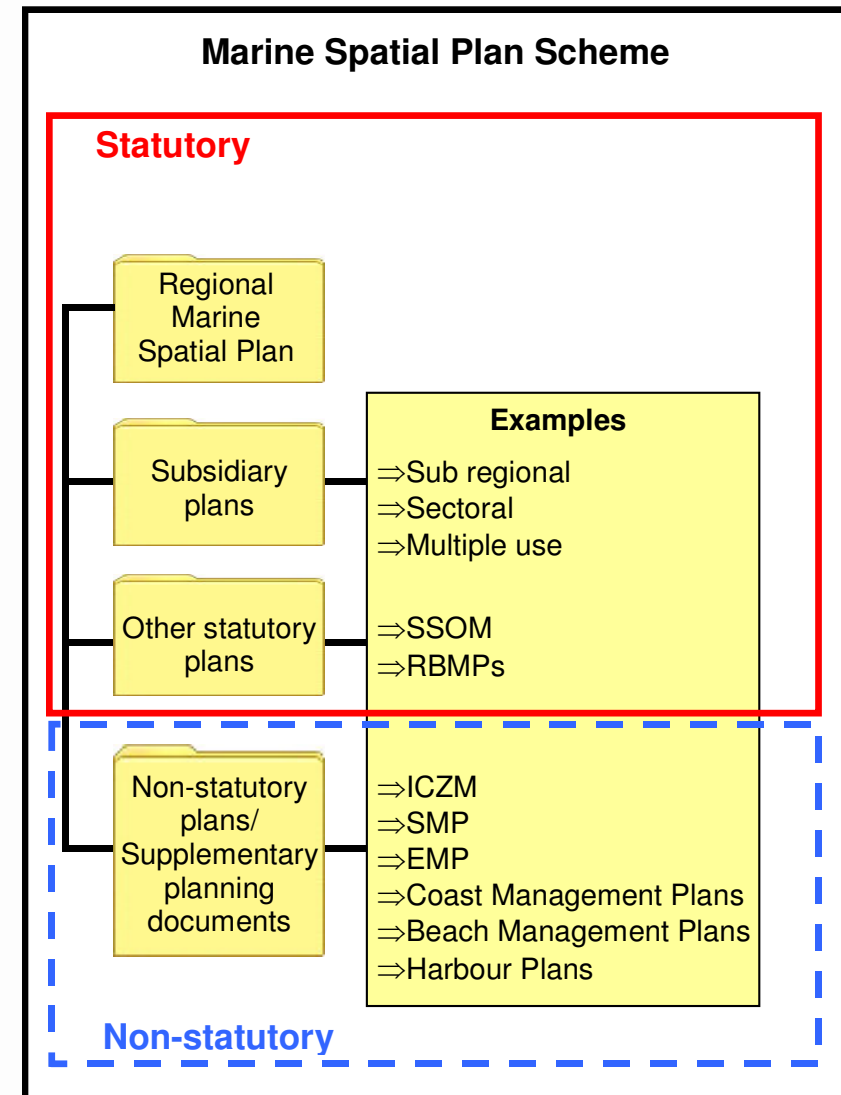 Marine Spatial Plan Scheme
Statutory
Regional
Marine
Spatial Plan
Examples
Subsidiary
plans
⇒Sub regional
⇒Sectoral
⇒Multiple use
Other statutory
plans
⇒SSOM
⇒RBMPs
Non-statutory
plans/
Supplementary
planning
documents
⇒ICZM
⇒SMP
⇒EMP
⇒Coast Management Plans
⇒Beach Management Plans
⇒Harbour Plans
Non-statutory